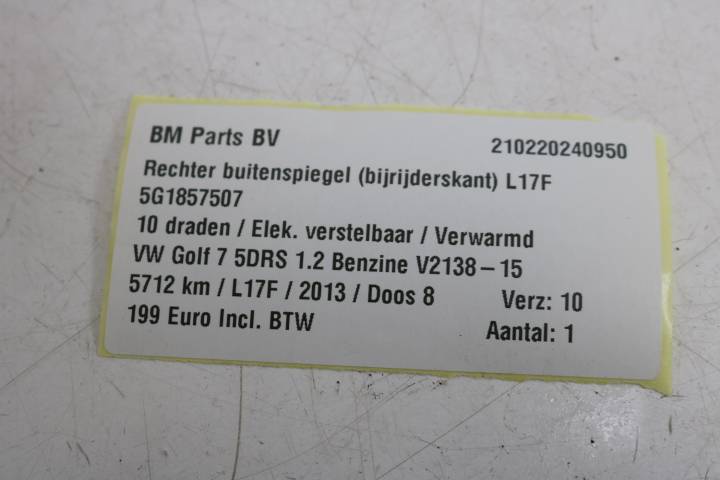 BM Parts BV 210220240950
Rechter buitenspiegel (bijrijderskant) L17F
5G1857507
10 draden / Elek. verstelbaar / Verwarmd
VW Golf 7 5DRS 1.2 Benzine V2138-15
5712 km / L17F / 2013 / Doos 8 Verz: 10
199 Euro Incl. BTW Aantal: 1